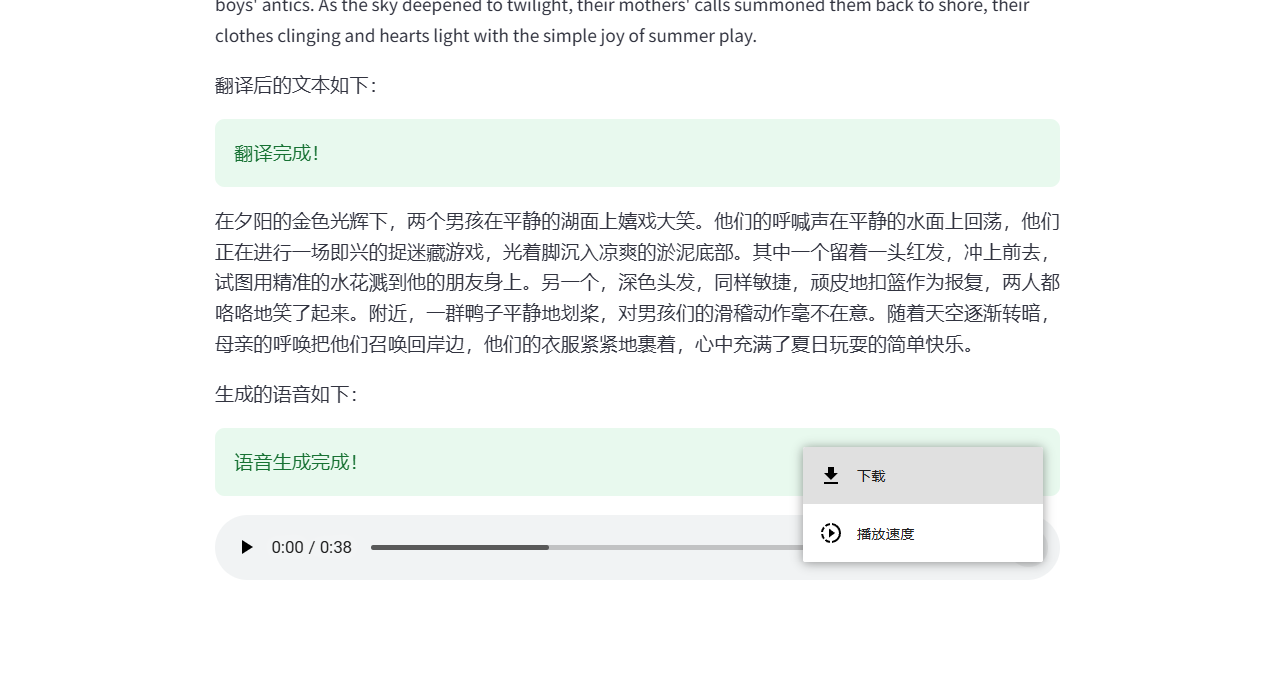 boys' antics. As the sky deepened to twilight, their mothers' calls summoned them back to shore, their
clothes clinging and hearts light with the simple joy of summer play.
翻译后的文本如下：
翻译完成！
在夕阳的金色光辉下，两个男孩在平静的湖面上嬉戏大笑。他们的呼喊声在平静的水面上回荡，他们
正在进行一场即兴的捉迷藏游戏，光着脚沉入凉爽的淤泥底部。其中一个留着一头红发，冲上前去，
试图用精准的水花溅到他的朋友身上。另一个，深色头发，同样敏捷，顽皮地扣篮作为报复，两人都
咯咯地笑了起来。附近，一群鸭子平静地划桨，对男孩们的滑稽动作毫不在意。随着天空逐渐转暗，
母亲的呼唤把他们召唤回岸边，他们的衣服紧紧地裹着，心中充满了夏日玩耍的简单快乐。
生成的语音如下：
语音生成完成！
下载
播放速度
0:00 / 0:38